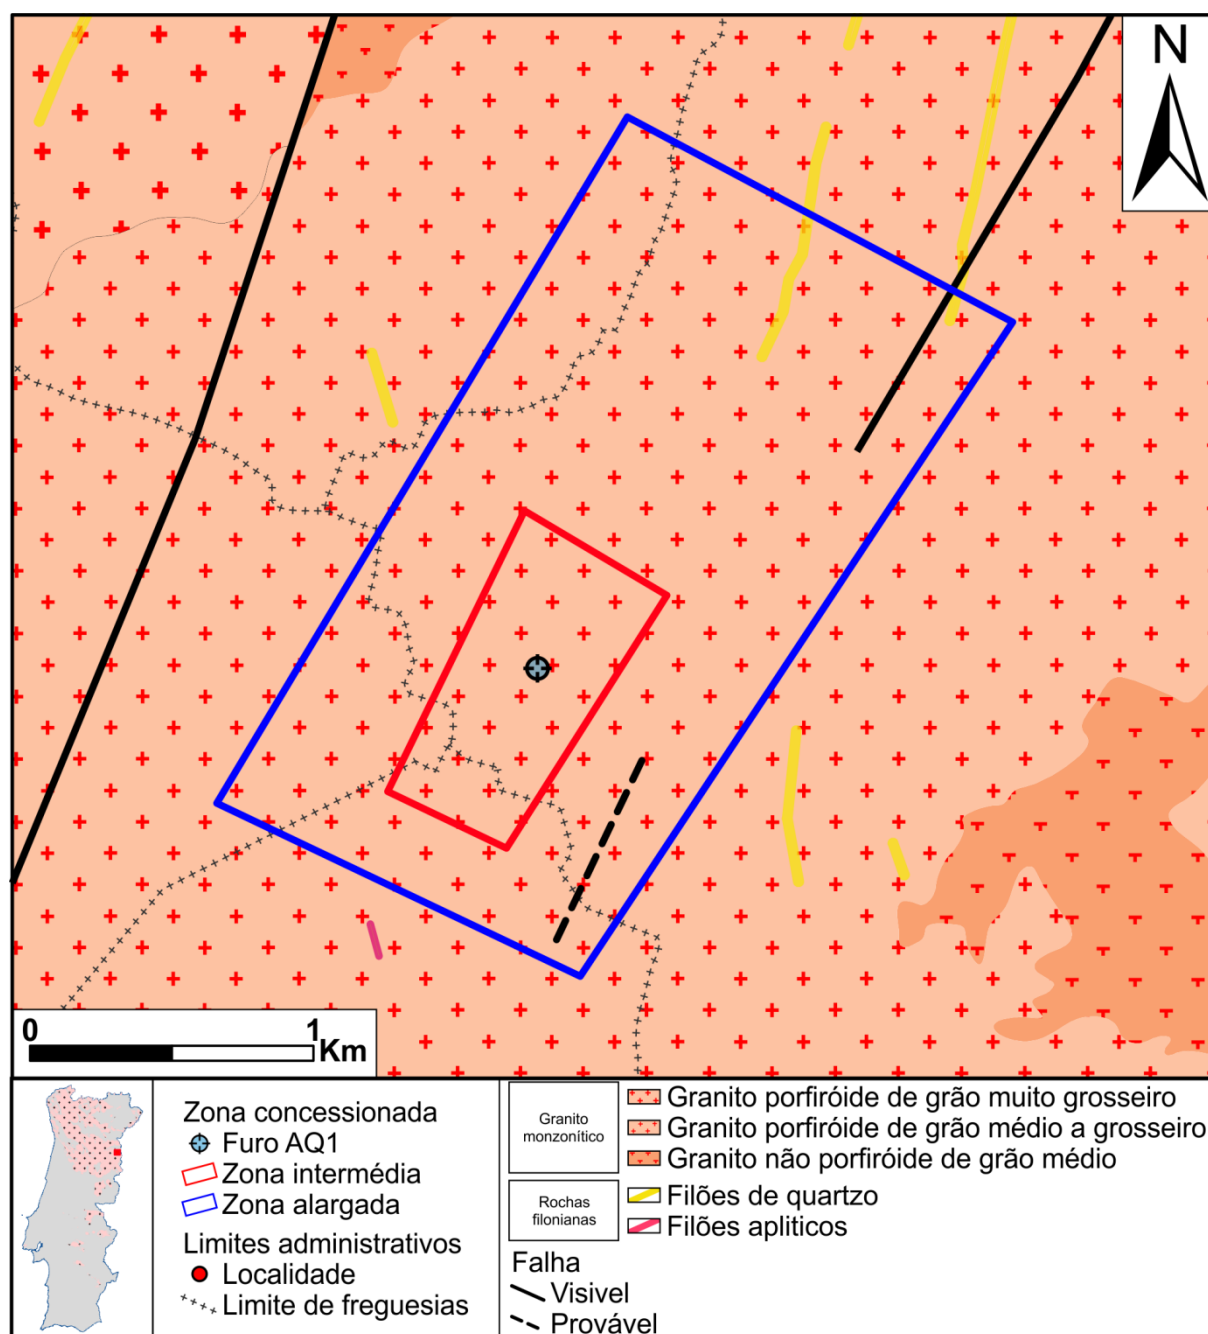 N
0 1
Km
Zona concessionada
Furo AQ1
Zona intermédia
Zona alargada
Limites administrativos
Localidade
Limite de freguesias
Granito
monzonítico
Granito porfiróide de grão muito grosseiro
Granito porfiróide de grão médio a grosseiro
Granito não porfiróide de grão médio
Rochas
filonianas
Filões de quartzo
Filões apliticos
Falha
Visivel
Provável